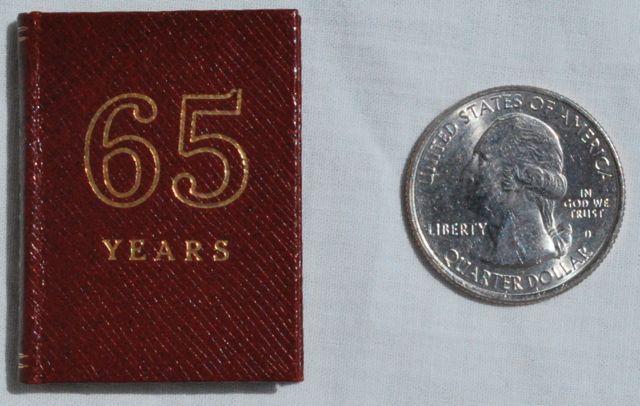 65
YEARS
UNITED STATES OF AMERICA
LIBERTY
IN
GOD WE
TRUST
D
QUARTER DOLLAR